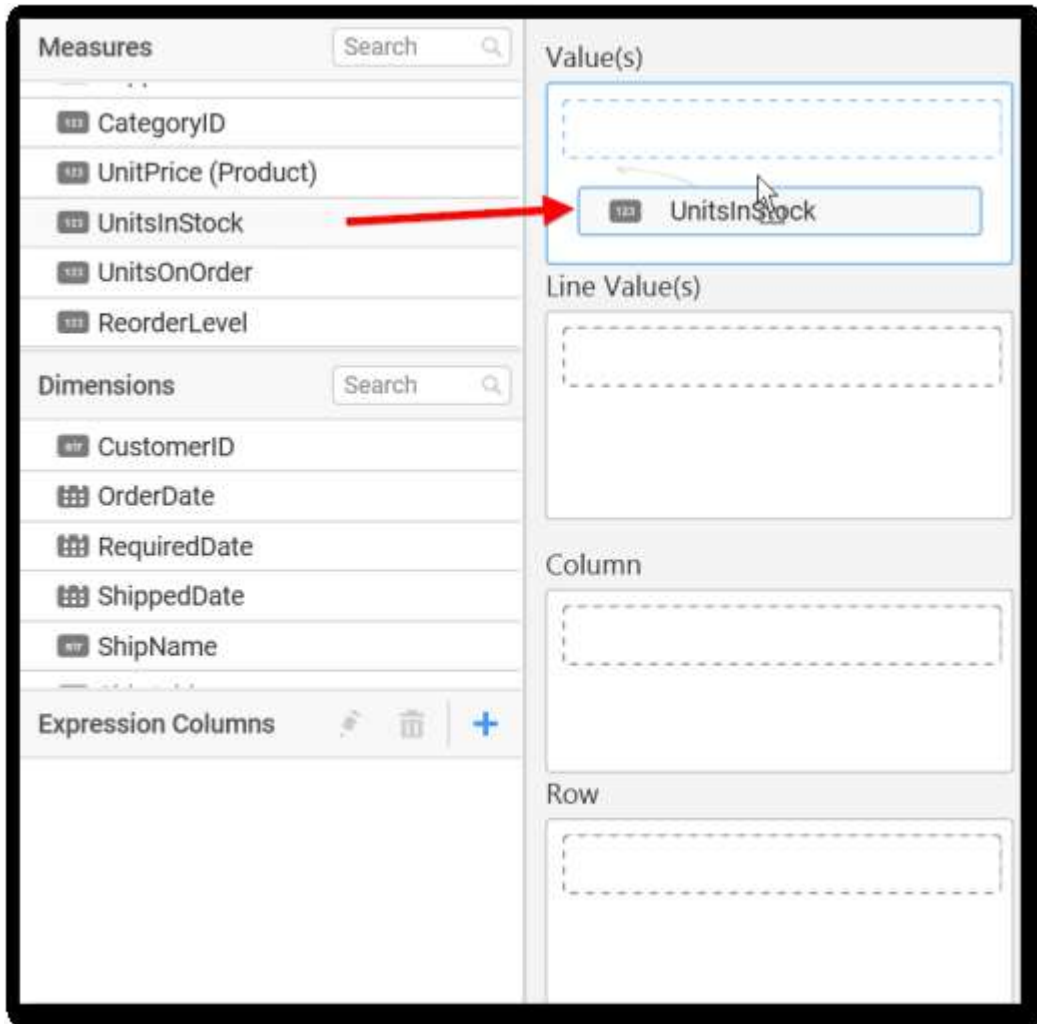 Measures
Search
CategoryID
UnitPrice (Product)
UnitsInStock
UnitsOnOrder
ReorderLevel
Dimensions
Search
CustomerID
OrderDate
RequiredDate
ShippedDate
ShipName
Expression Columns
Value(s)
UnitsInStock
Line Value(s)
Column
Row